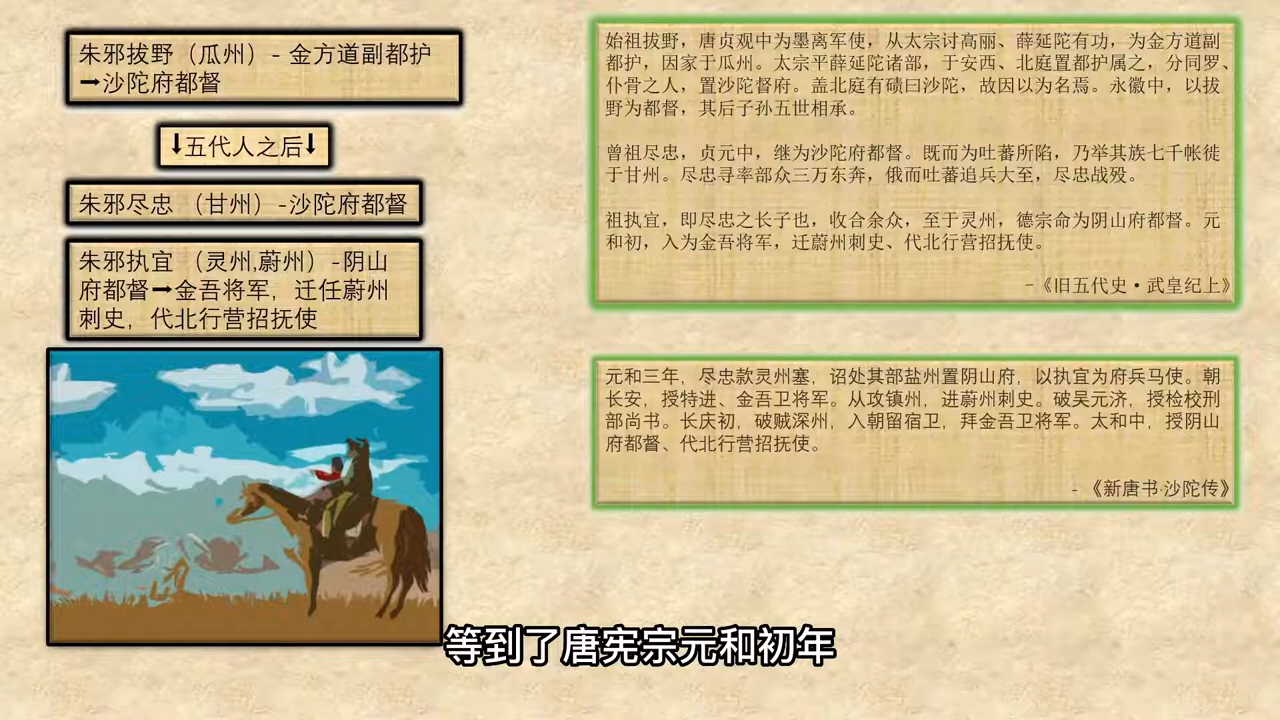 朱邪拔野（瓜州）- 金方道副都护
➞沙陀府都督
⬇五代人之后⬇
朱邪尽忠 （甘州）-沙陀府都督
朱邪执宜 （灵州,蔚州）-阴山
府都督➞金吾将军，迁任蔚州
刺史，代北行营招抚使
始祖拔野，唐贞观中为墨离军使，从太宗讨高丽、薛延陀有功，为金方道副
都护，因家于瓜州。太宗平薛延陀诸部，于安西、北庭置都护属之，分同罗、
仆骨之人，置沙陀督府。盖北庭有碛曰沙陀，故因以为名焉。永徽中，以拔
野为都督，其后子孙五世相承。
曾祖尽忠，贞元中，继为沙陀府都督。既而为吐蕃所陷，乃举其族七千帐徙
于甘州。尽忠寻率部众三万东奔，俄而吐蕃追兵大至，尽忠战殁。
祖执宜，即尽忠之长子也，收合余众，至于灵州，德宗命为阴山府都督。元
和初，入为金吾将军，迁蔚州刺史、代北行营招抚使。
-《旧五代史•武皇纪上》
元和三年，尽忠款灵州塞，诏处其部盐州置阴山府，以执宜为府兵马使。朝
长安，授特进、金吾卫将军。从攻镇州，进蔚州刺史。破吴元济，授检校刑
部尚书。长庆初，破贼深州，入朝留宿卫，拜金吾卫将军。太和中，授阴山
府都督、代北行营招抚使。
- 《新唐书·沙陀传》
等到了唐宪宗元和初年